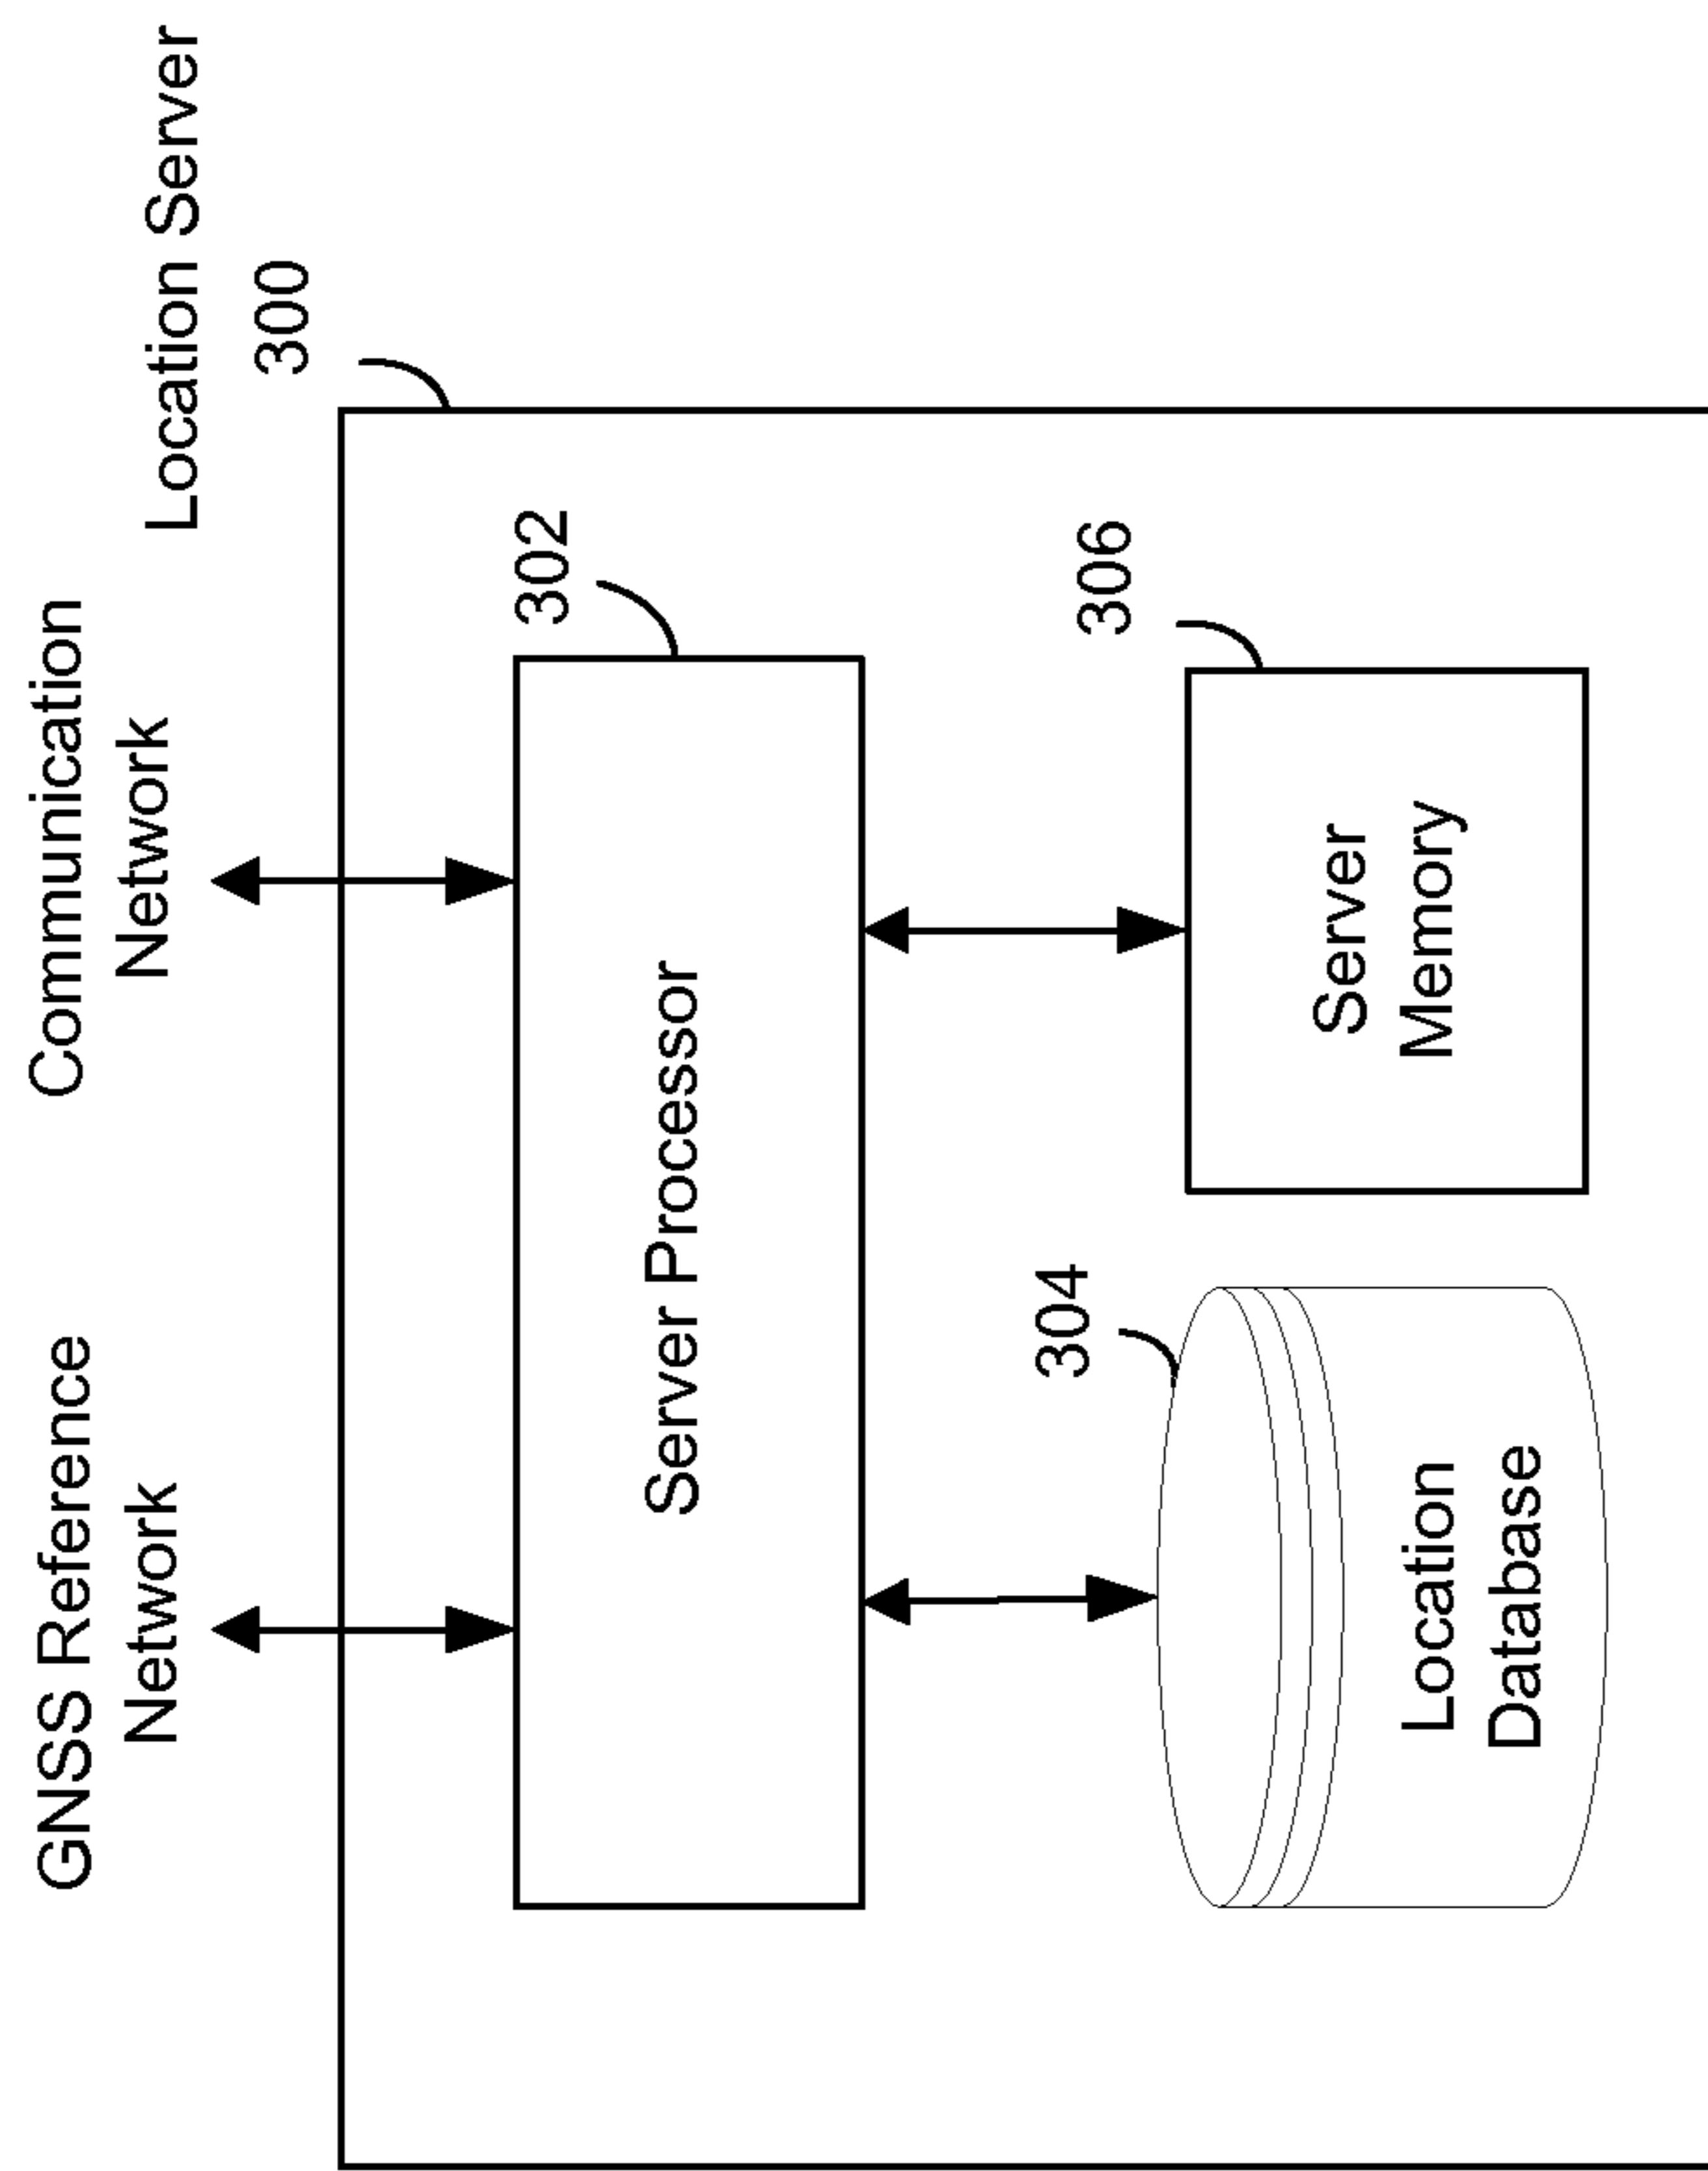 GNSS Reference
Network
Communication
Network
Location Server
300
302
Server Processor
304
Location
Database
306
Server
Memory